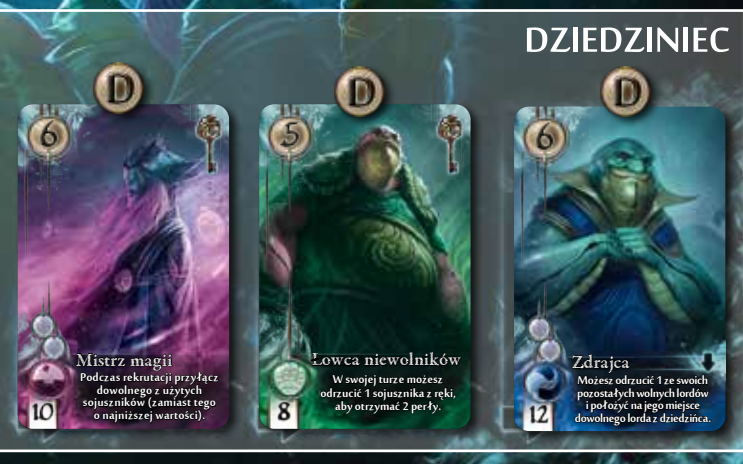 DZIEDZINIEC
D
6
Mistrz magii
Podczas rekrutacji przyłącz
dowolnego z użytych
sojuszników (zamiast tego
o najniższej wartości).
10
D
5
Łowca niewolników
W swojej turze możesz
odrzucić 1 sojusznika z ręki,
aby otrzymać 2 perły.
8
D
6
Zdrajca
Możesz odrzucić 1 ze swoich
pozostałych wolnych lordów
i położyć na jego miejsce
dowolnego lorda z dziedzińca.
12